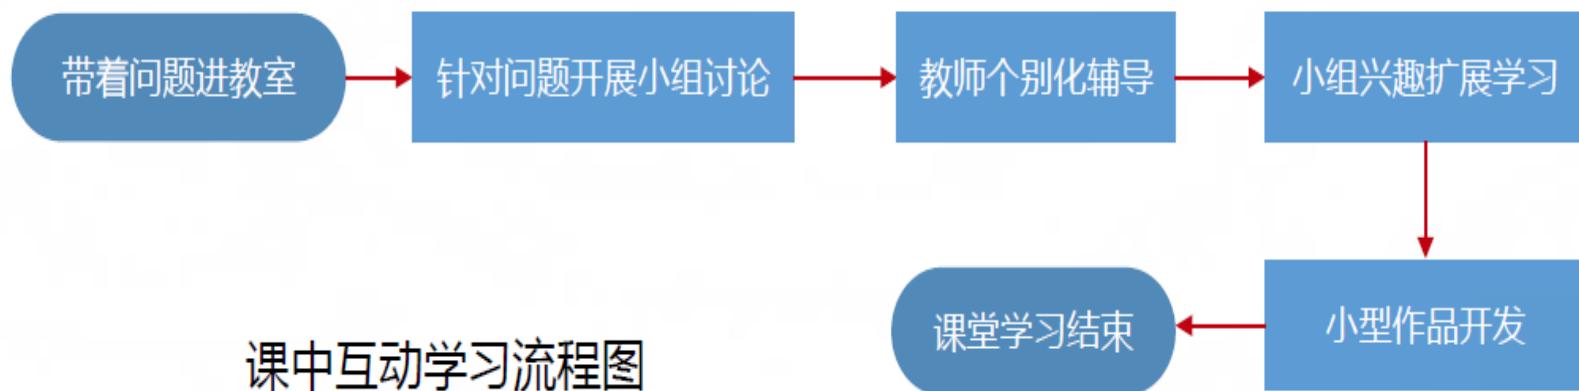 带着问题进教室
针对问题开展小组讨论
教师个别化辅导
小组兴趣扩展学习
小型作品开发
课堂学习结束
课中互动学习流程图